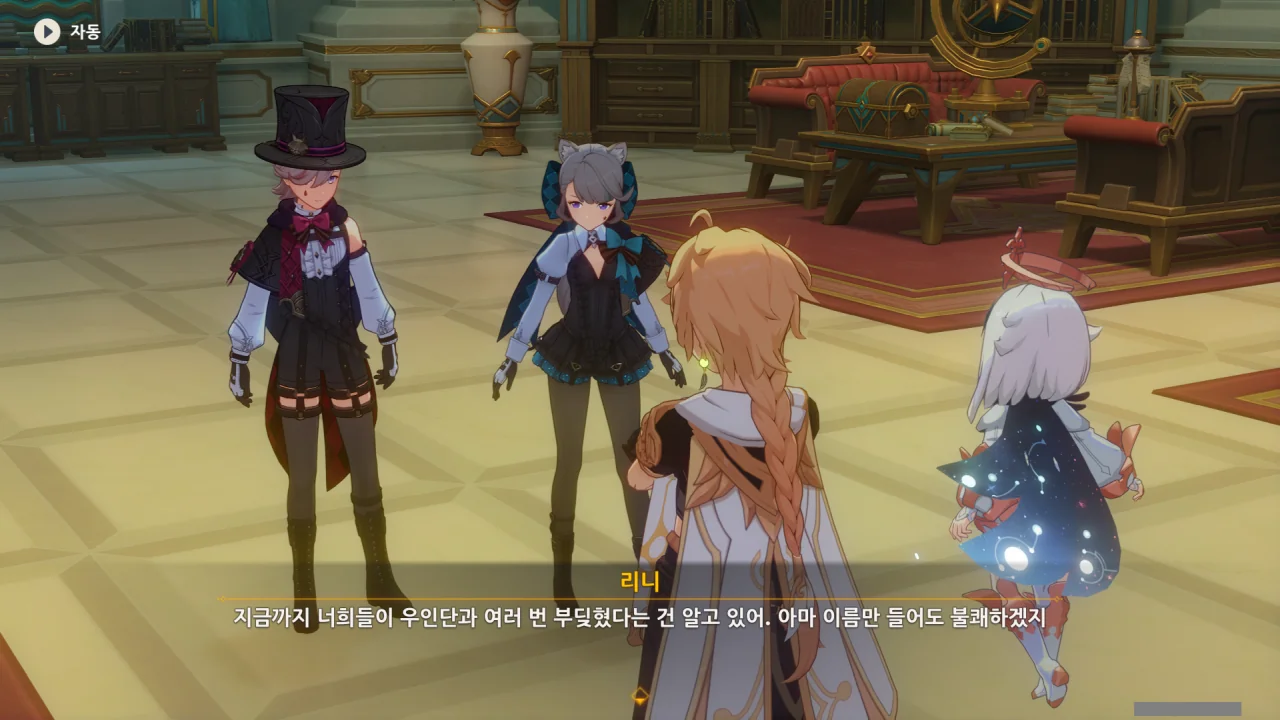 자동
리니
지금까지 너희들이 우인단과 여러 번 부딪혔다는 건 알고 있어. 아마 이름만 들어도 불쾌하겠지